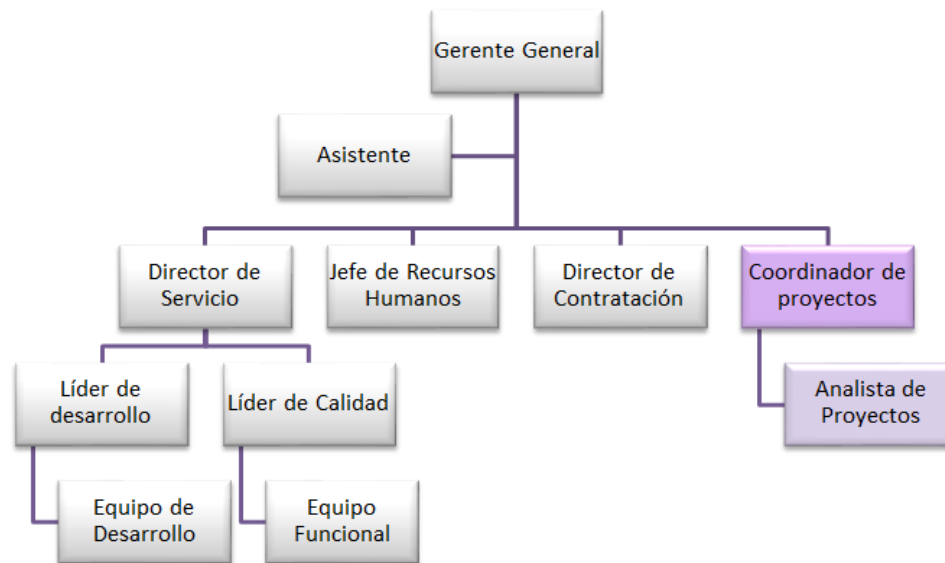 Gerente General
Asistente
Director de
Servicio
Jefe de Recursos
Humanos
Director de
Contratación
Coordinador de
proyectos
Líder de
desarrollo
Líder de Calidad
Analista de
Proyectos
Equipo de
Desarrollo
Equipo
Funcional